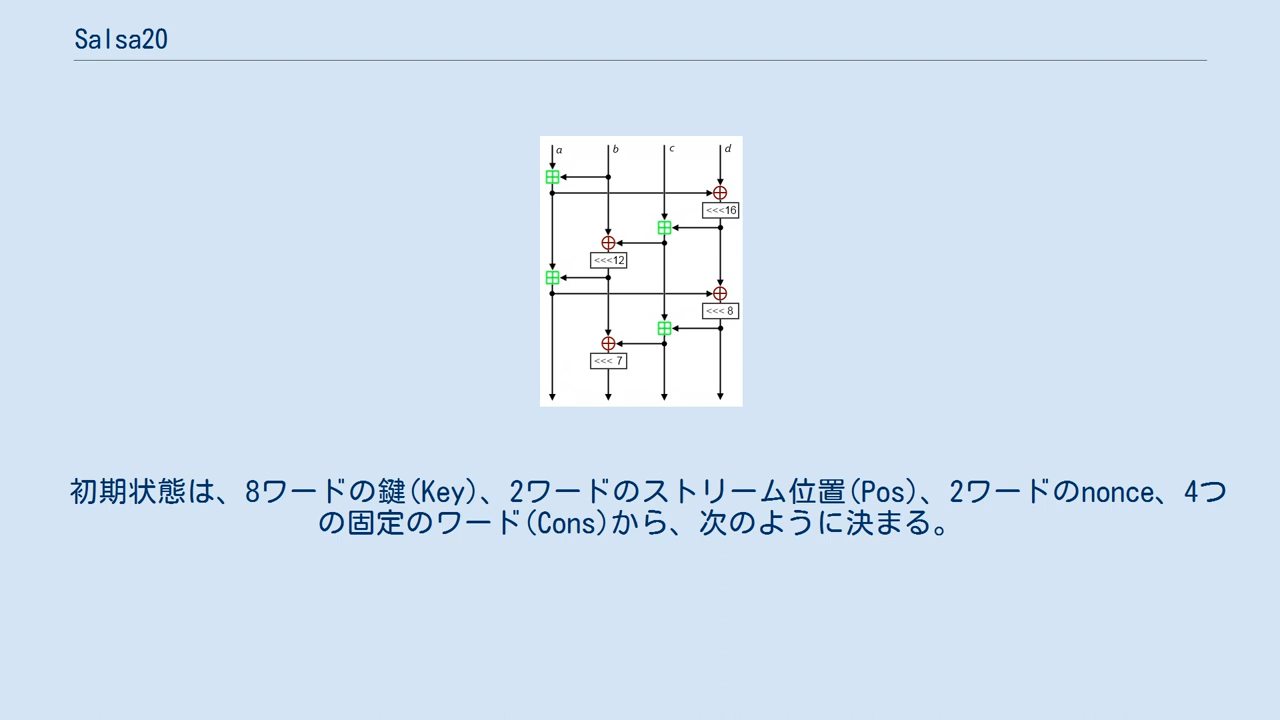 Salsa20
a b c d
<<<16
<<<12
<<< 8
<<< 7
初期状態は、8ワードの鍵(Key)、2ワードのストリーム位置(Pos)、2ワードのnonce、4つ
の固定のワード(Cons)から、次のように決まる。